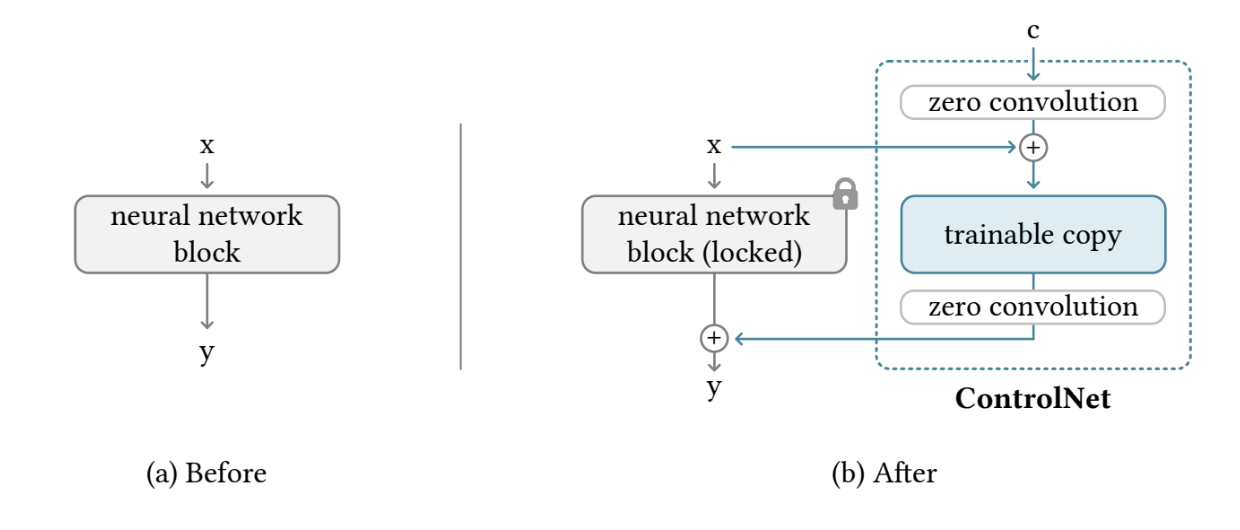 x
neural network
block
y
(a) Before
c
zero convolution
x
+
neural network
block (locked)
trainable copy
zero convolution
+
y
ControlNet
(b) After